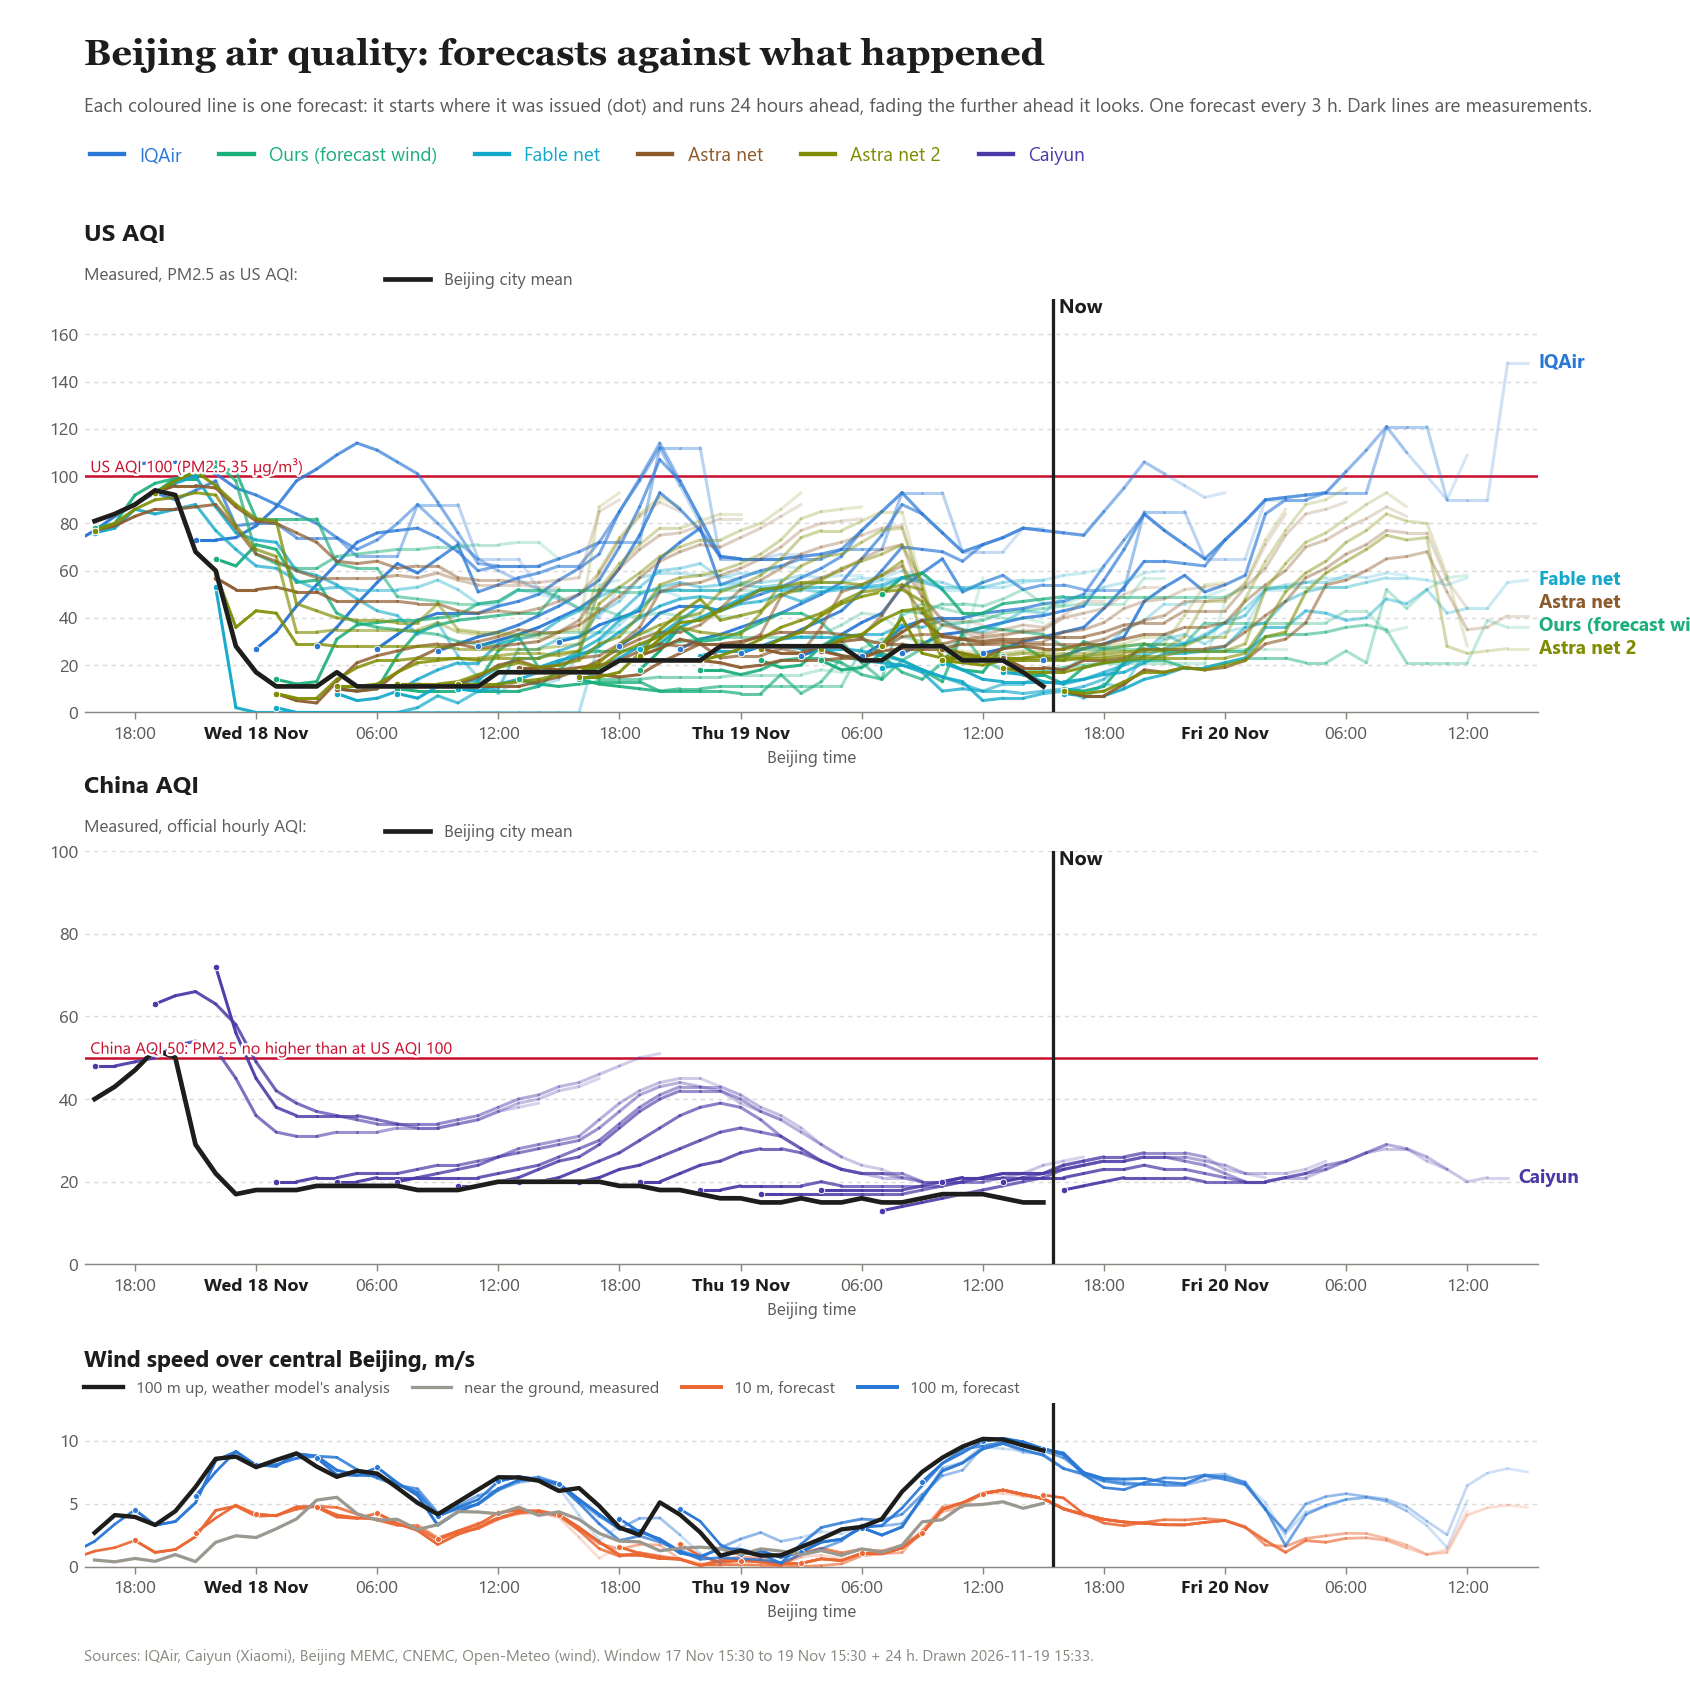 Beijing air quality: forecasts against what happened
Each coloured line is one forecast: it starts where it was issued (dot) and runs 24 hours ahead, fading the further ahead it looks. One forecast every 3 h. Dark lines are measurements.
IQAir Ours (forecast wind) Fable net Astra net Astra net 2 Caiyun
US AQI
Measured, PM2.5 as US AQI: Beijing city mean
Now
160
140
120
100
80
60
40
20
0
US AQI 100 (PM2.5 35 µg/m³)
IQAir
Fable net
Astra net
Ours (forecast wi
Astra net 2
18:00 Wed 18 Nov 06:00 12:00 18:00 Thu 19 Nov 06:00 12:00 18:00 Fri 20 Nov 06:00 12:00
Beijing time
China AQI
Measured, official hourly AQI: Beijing city mean
Now
100
80
60
40
20
0
China AQI 50: PM2.5 no higher than at US AQI 100
Caiyun
18:00 Wed 18 Nov 06:00 12:00 18:00 Thu 19 Nov 06:00 12:00 18:00 Fri 20 Nov 06:00 12:00
Beijing time
Wind speed over central Beijing, m/s
100 m up, weather model's analysis near the ground, measured 10 m, forecast 100 m, forecast
10
5
0
18:00 Wed 18 Nov 06:00 12:00 18:00 Thu 19 Nov 06:00 12:00 18:00 Fri 20 Nov 06:00 12:00
Beijing time
Sources: IQAir, Caiyun (Xiaomi), Beijing MEMC, CNEMC, Open-Meteo (wind). Window 17 Nov 15:30 to 19 Nov 15:30 + 24 h. Drawn 2026-11-19 15:33.